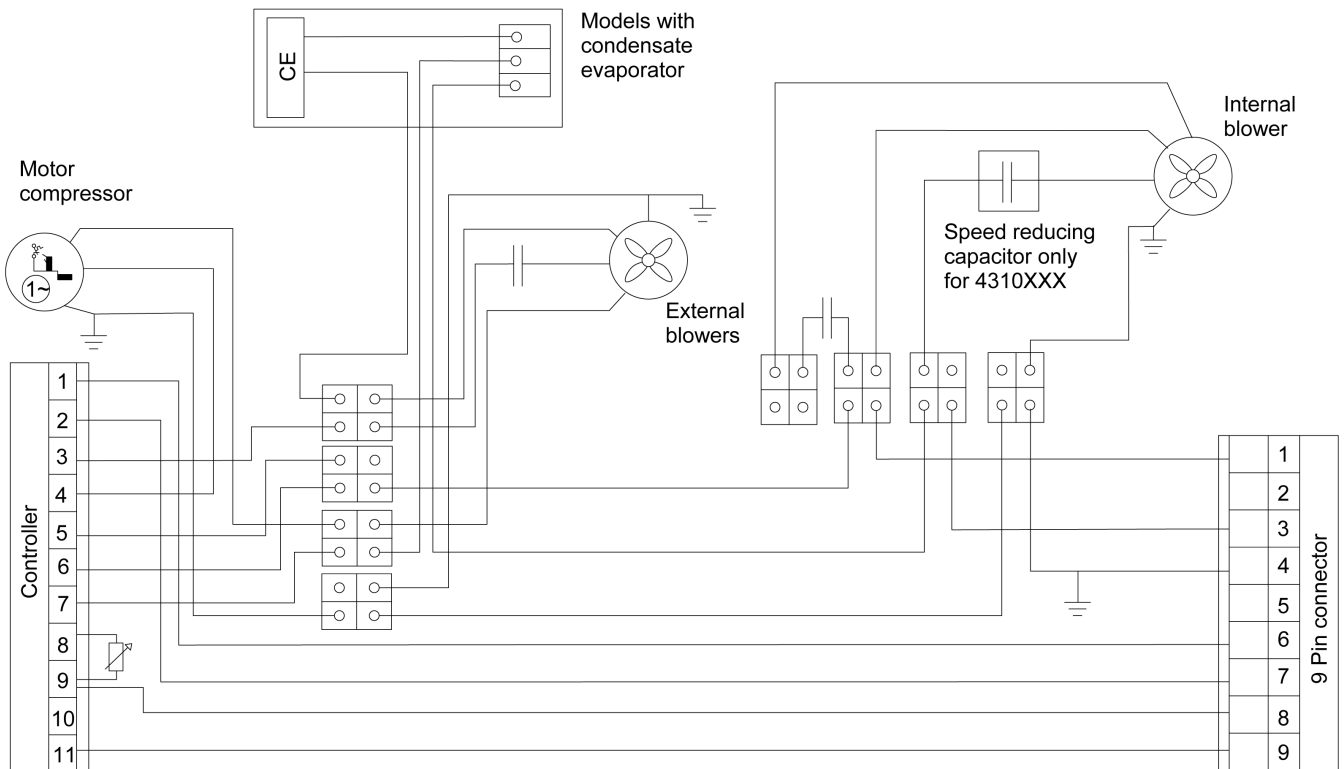 Models with
condensate
evaporator
CE
Internal
blower
Motor
compressor
Speed reducing
capacitor only
for 4310XXX
External
blowers
1~
Controller
1
2
3
4
5
6
7
8
9
10
11
1
2
3
4
5
6
7
8
9
9 Pin connector